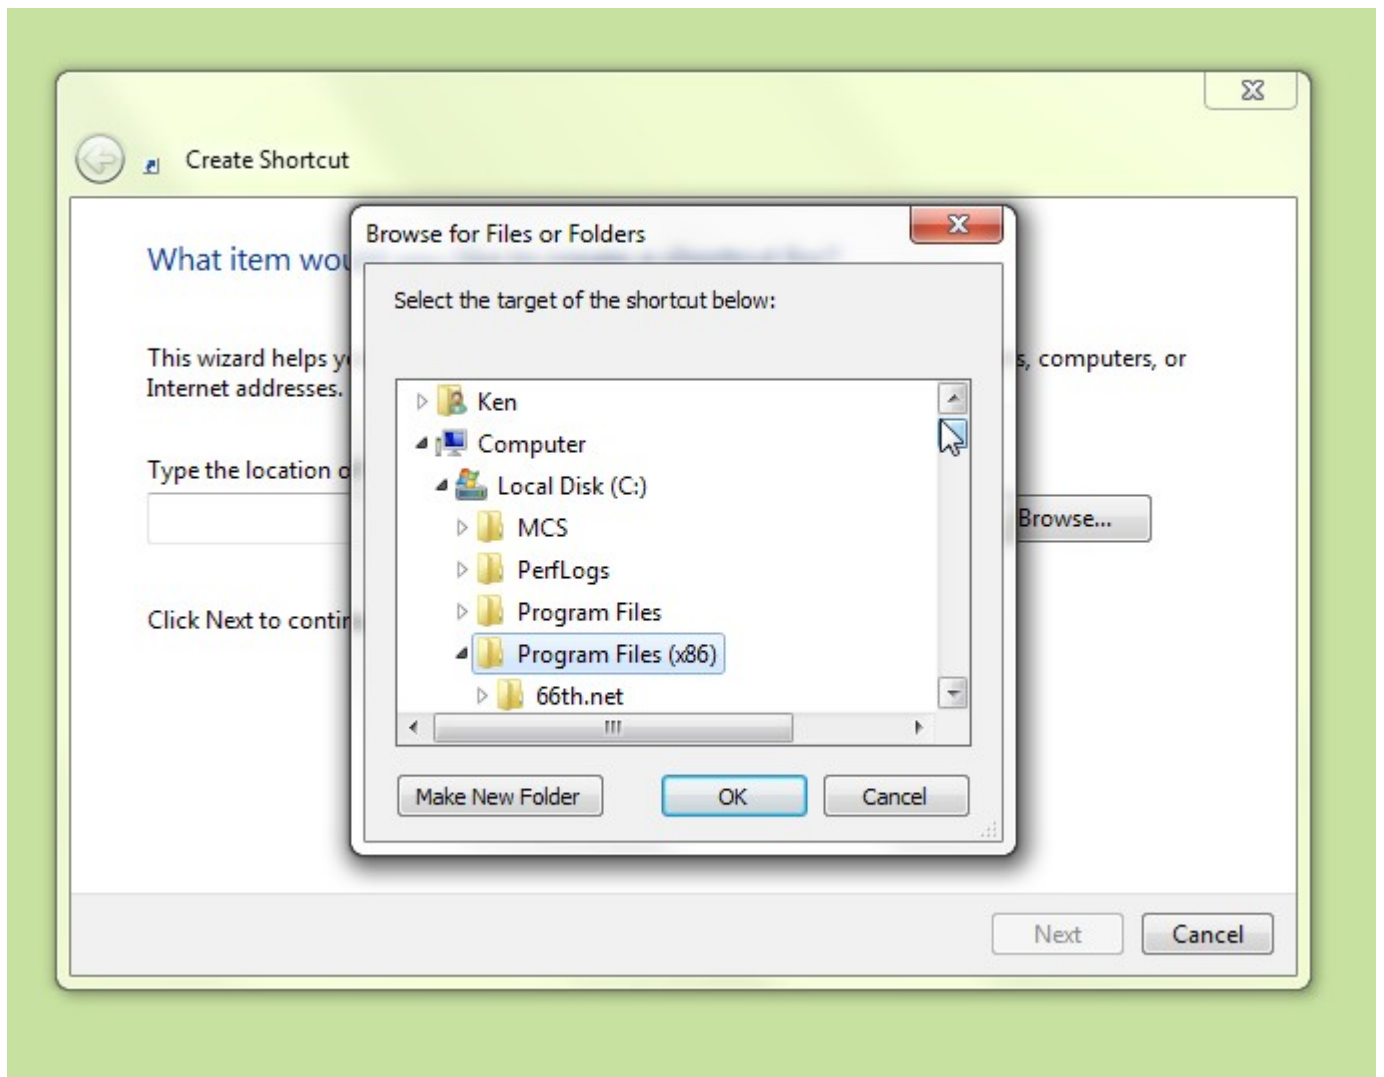 Create Shortcut
What item wou
This wizard helps y
s, computers, or
Internet addresses.
Type the location o
Browse...
Click Next to contin
Browse for Files or Folders
Select the target of the shortcut below:
Ken
Computer
Local Disk (C:)
MCS
PerfLogs
Program Files
Program Files (x86)
66th.net
Make New Folder
OK
Cancel
Next
Cancel